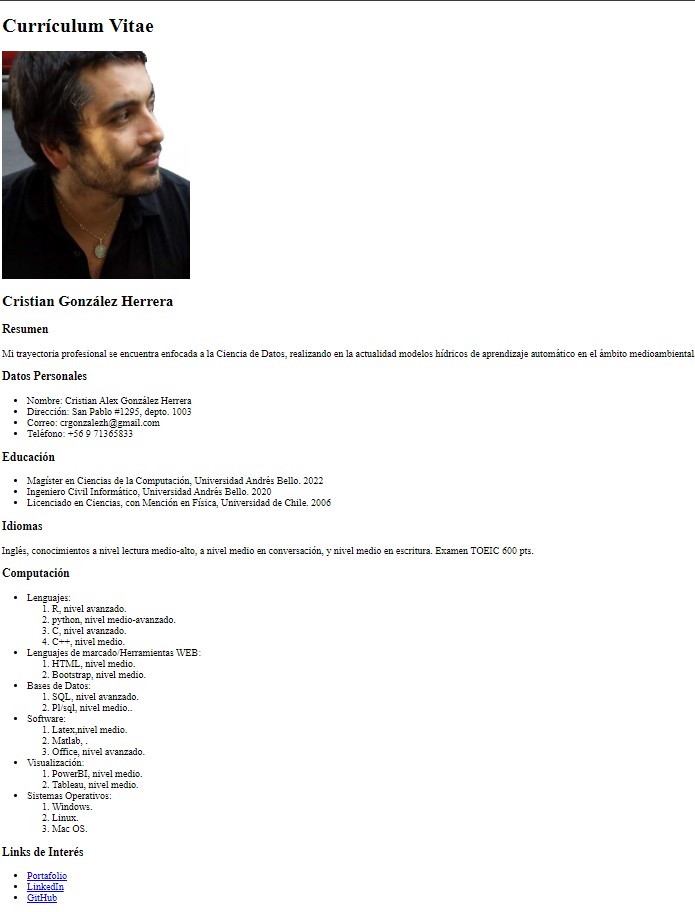 Currículum Vitae
Cristian González Herrera
Resumen
Mi trayectoria profesional se encuentra enfocada a la Ciencia de Datos, realizando en la actualidad modelos hídricos de aprendizaje automático en el ámbito medioambiental
Datos Personales
• Nombre: Cristian Alex González Herrera
• Dirección: San Pablo #1295, depto. 1003
• Correo: crgonzalezh@gmail.com
• Teléfono: +56 9 71365833
Educación
• Magíster en Ciencias de la Computación, Universidad Andrés Bello. 2022
• Ingeniero Civil Informático, Universidad Andrés Bello. 2020
• Licenciado en Ciencias, con Mención en Física, Universidad de Chile. 2006
Idiomas
Inglés, conocimientos a nivel lectura medio-alto, a nivel medio en conversación, y nivel medio en escritura. Examen TOEIC 600 pts.
Computación
• Lenguajes:
1. R, nivel avanzado.
2. python, nivel medio-avanzado.
3. C, nivel avanzado.
4. C++, nivel medio.
• Lenguajes de marcado/Herramientas WEB:
1. HTML, nivel medio.
2. Bootstrap, nivel medio.
• Bases de Datos:
1. SQL, nivel avanzado.
2. Pl/sql, nivel medio..
• Software:
1. Latex,nivel medio.
2. Matlab, .
3. Office, nivel avanzado.
• Visualización:
1. PowerBI, nivel medio.
2. Tableau, nivel medio.
• Sistemas Operativos:
1. Windows.
2. Linux.
3. Mac OS.
Links de Interés
• Portafolio
• LinkedIn
• GitHub